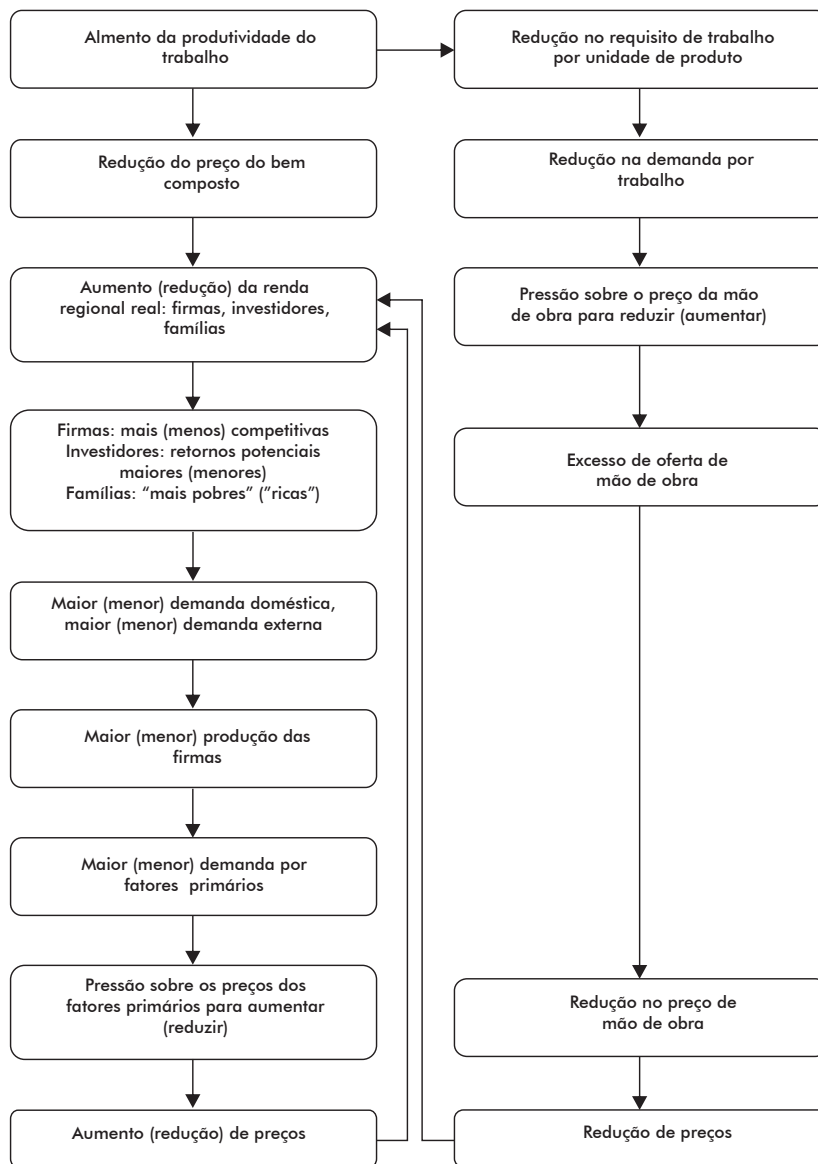 Almento da produtividade do
trabalho
Redução no requisito de trabalho
por unidade de produto
Redução do preço do bem
composto
Redução na demanda por
trabalho
Aumento (redução) da renda
regional real: firmas, investidores,
famílias
Pressão sobre o preço da mão
de obra para reduzir (aumentar)
Firmas: mais (menos) competitivas
Investidores: retornos potenciais
maiores (menores)
Famílias: “mais pobres” (“ricas”)
Excesso de oferta de
mão de obra
Maior (menor) demanda doméstica,
maior (menor) demanda externa
Maior (menor) produção das
firmas
Maior (menor) demanda por
fatores primários
Pressão sobre os preços dos
fatores primários para aumentar
(reduzir)
Redução no preço de
mão de obra
Aumento (redução) de preços
Redução de preços